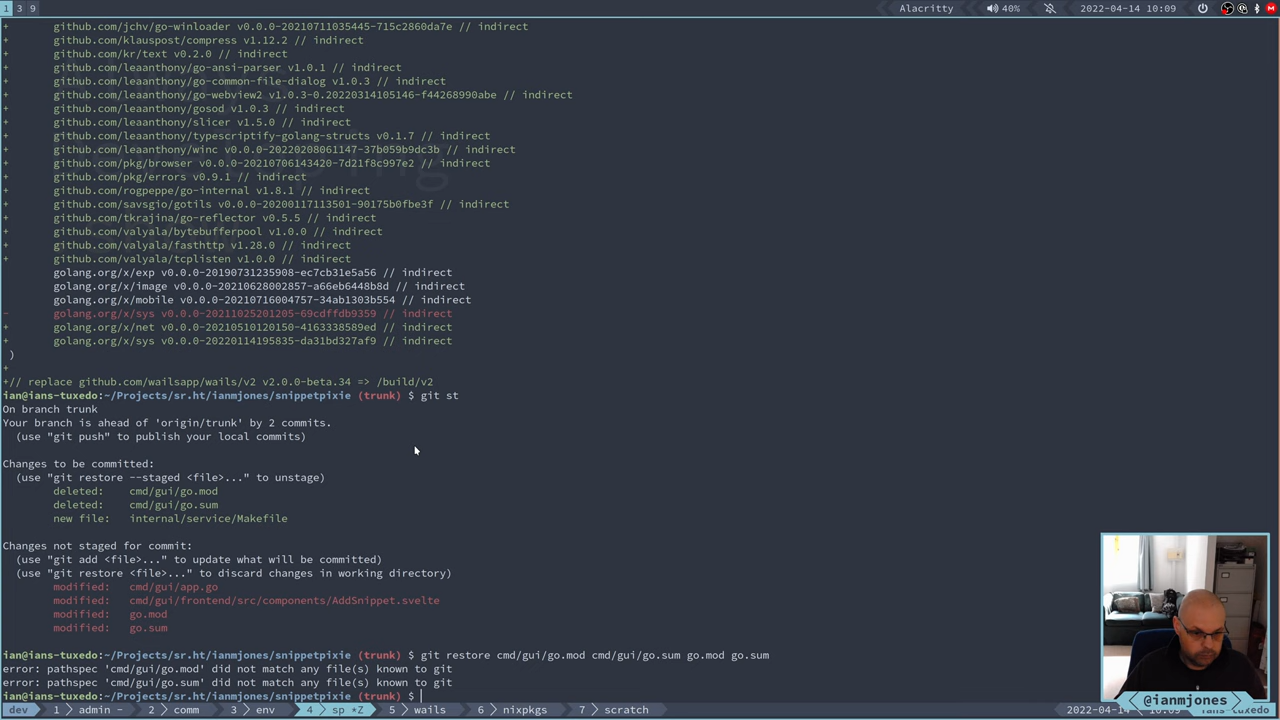 1 3 9 Alacritty 40% 2022-04-14 10:09
+ github.com/jchv/go-winloader v0.0.0-20210711035445-715c2860da7e // indirect
+ github.com/klauspost/compress v1.12.2 // indirect
+ github.com/kr/text v0.2.0 // indirect
+ github.com/leaanthony/go-ansi-parser v1.0.1 // indirect
+ github.com/leaanthony/go-common-file-dialog v1.0.3 // indirect
+ github.com/leaanthony/go-webview2 v1.0.3-0.20220314105146-f44268990abe // indirect
+ github.com/leaanthony/gosod v1.0.3 // indirect
+ github.com/leaanthony/slicer v1.5.0 // indirect
+ github.com/leaanthony/typescriptify-golang-structs v0.1.7 // indirect
+ github.com/leaanthony/winc v0.0.0-20220208061147-37b059b9dc3b // indirect
+ github.com/pkg/browser v0.0.0-20210706143420-7d21f8c997e2 // indirect
+ github.com/pkg/errors v0.9.1 // indirect
+ github.com/rogpeppe/go-internal v1.8.1 // indirect
+ github.com/savsgio/gotils v0.0.0-20200117113501-90175b0fbe3f // indirect
+ github.com/tkrajina/go-reflector v0.5.5 // indirect
+ github.com/valyala/bytebufferpool v1.0.0 // indirect
+ github.com/valyala/fasthttp v1.28.0 // indirect
+ github.com/valyala/tcplisten v1.0.0 // indirect
golang.org/x/exp v0.0.0-20190731235908-ec7cb31e5a56 // indirect
golang.org/x/image v0.0.0-20210628002857-a66eb6448b8d // indirect
golang.org/x/mobile v0.0.0-20210716004757-34ab1303b554 // indirect
- golang.org/x/sys v0.0.0-20211025201205-69cdffdb9359 // indirect
+ golang.org/x/net v0.0.0-20210510120150-4163338589ed // indirect
+ golang.org/x/sys v0.0.0-20220114195835-da31bd327af9 // indirect
)
+
+// replace github.com/wailsapp/wails/v2 v2.0.0-beta.34 => /build/v2
ian@ians-tuxedo:~/Projects/sr.ht/ianmjones/snippetpixie (trunk) $ git st
On branch trunk
Your branch is ahead of 'origin/trunk' by 2 commits.
(use "git push" to publish your local commits)
Changes to be committed:
(use "git restore --staged <file>..." to unstage)
deleted: cmd/gui/go.mod
deleted: cmd/gui/go.sum
new file: internal/service/Makefile
Changes not staged for commit:
(use "git add <file>..." to update what will be committed)
(use "git restore <file>..." to discard changes in working directory)
modified: cmd/gui/app.go
modified: cmd/gui/frontend/src/components/AddSnippet.svelte
modified: go.mod
modified: go.sum
ian@ians-tuxedo:~/Projects/sr.ht/ianmjones/snippetpixie (trunk) $ git restore cmd/gui/go.mod cmd/gui/go.sum go.mod go.sum
error: pathspec 'cmd/gui/go.mod' did not match any file(s) known to git
error: pathspec 'cmd/gui/go.sum' did not match any file(s) known to git
ian@ians-tuxedo:~/Projects/sr.ht/ianmjones/snippetpixie (trunk) $
@ianmjones
dev 1 > admin - 2 > comm 3 > env 4 > sp *Z 5 > wails 6 > nixpkgs 7 > scratch 2022-04-14